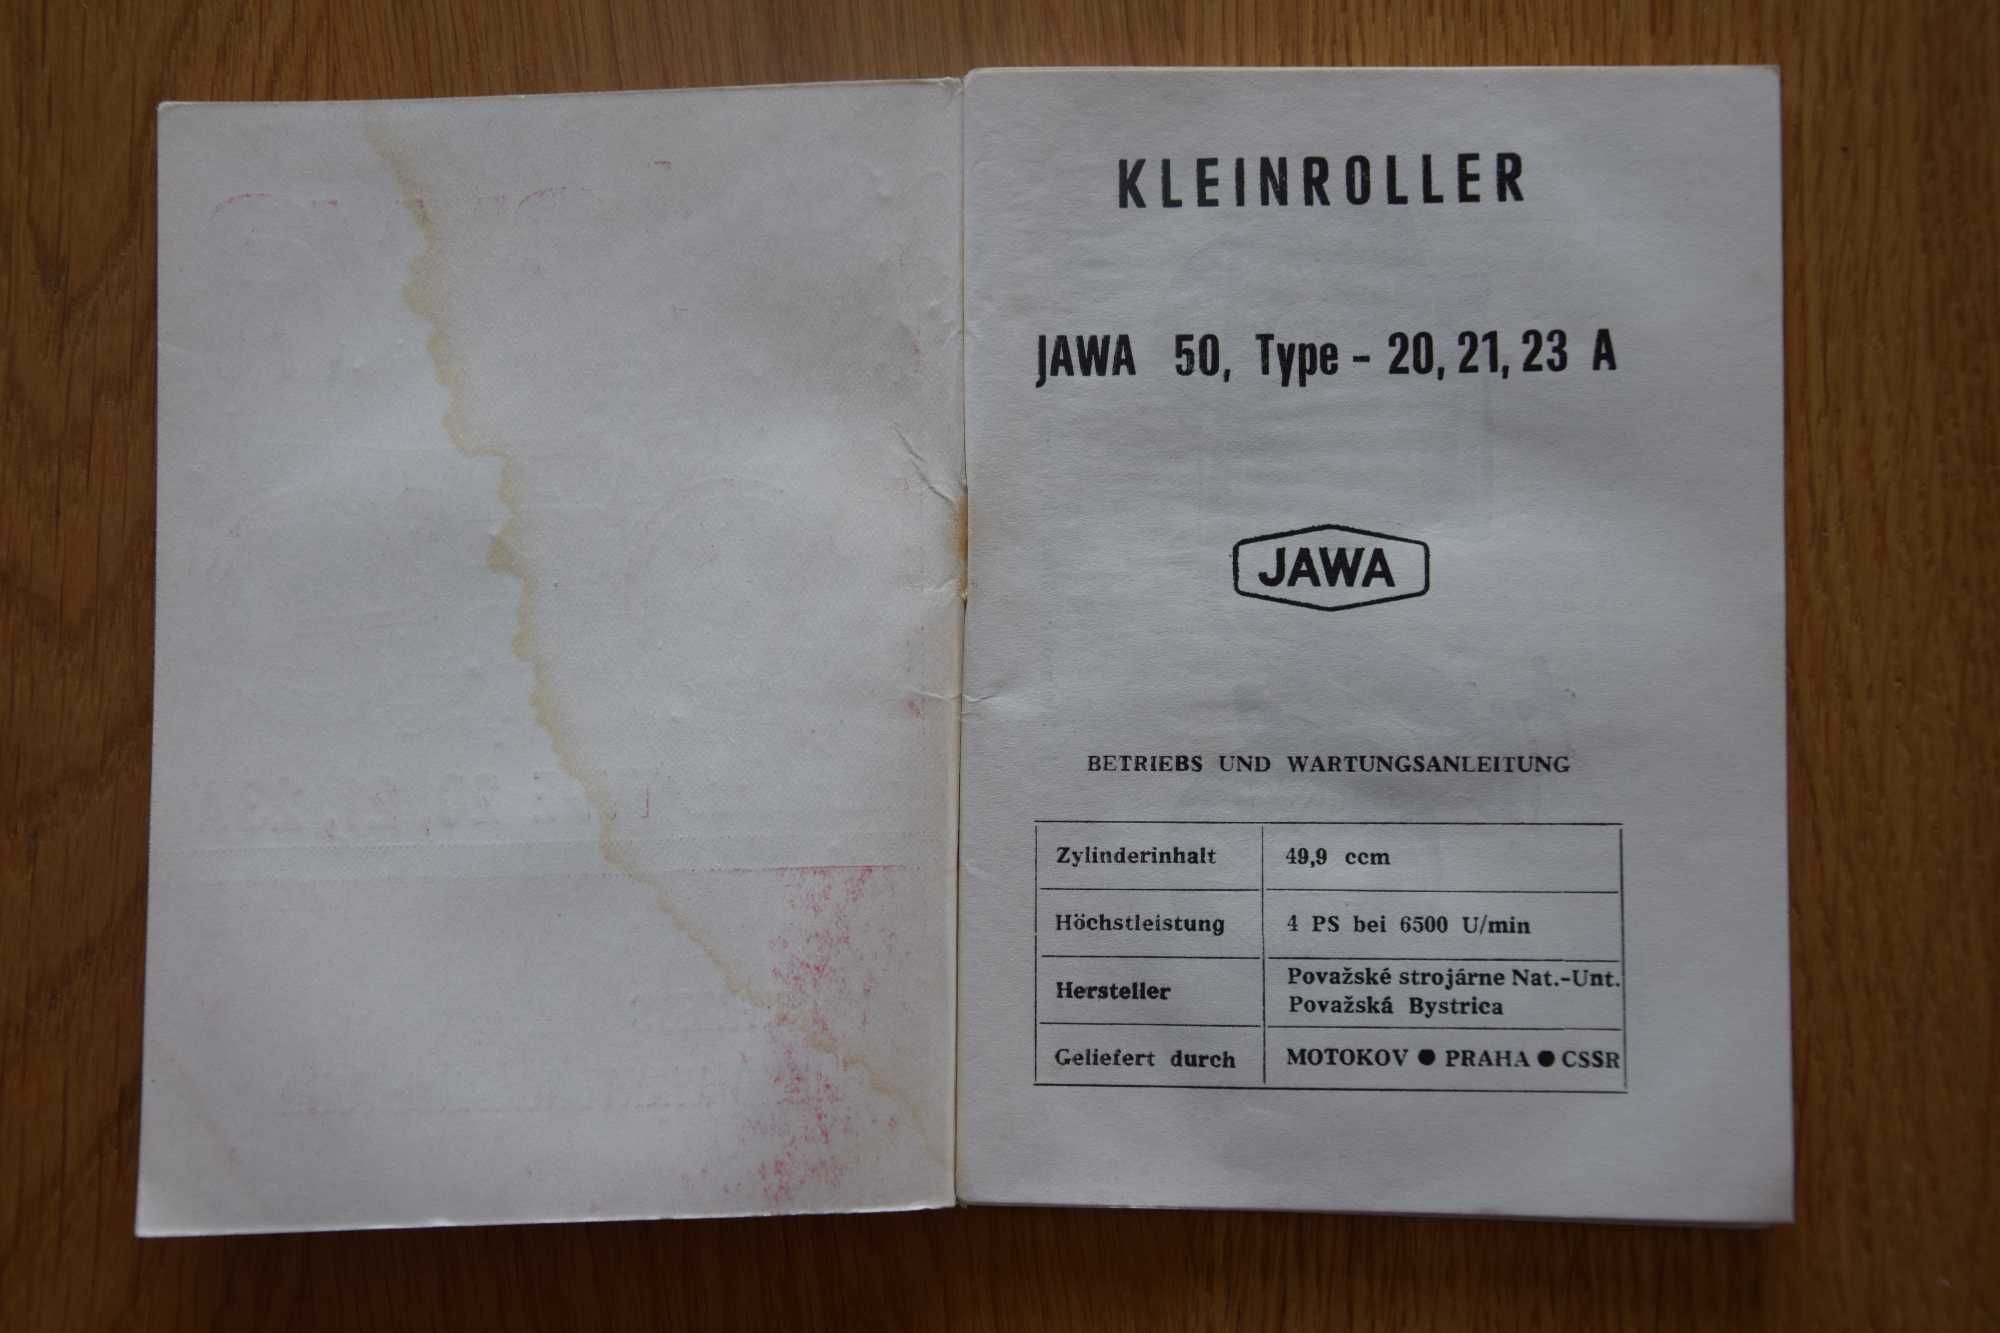 KLEINROLLER
JAWA 50, Type - 20, 21, 23 A
JAWA
BETRIEBS UND WARTUNGSANLEITUNG
Zylinderinhalt 49,9 ccm
Höchstleistung 4 PS bei 6500 U/min
Hersteller Považské strojárne Nat.-Unt.
Považská Bystrica
Geliefert durch MOTOKOV ● PRAHA ● CSSR